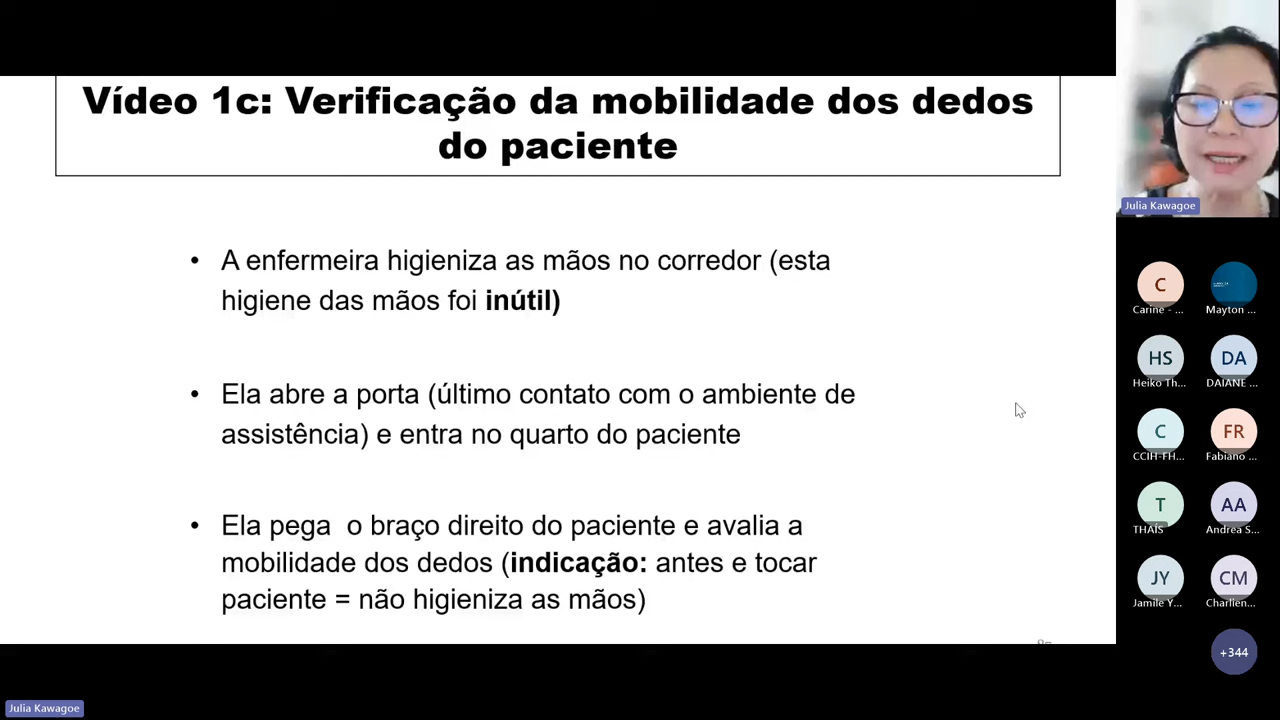 Vídeo 1c: Verificação da mobilidade dos dedos
do paciente
• A enfermeira higieniza as mãos no corredor (esta
higiene das mãos foi inútil)
• Ela abre a porta (último contato com o ambiente de
assistência) e entra no quarto do paciente
• Ela pega o braço direito do paciente e avalia a
mobilidade dos dedos (indicação: antes e tocar
paciente = não higieniza as mãos)
Julia Kawagoe
C
Carine - ...
Mayton ...
HS
Heiko Th...
DA
DAIANE ...
C
CCIH-FH...
FR
Fabiano ...
T
THAÍS
AA
Andrea S...
JY
Jamile Y...
CM
Charlien...
+344
Julia Kawagoe